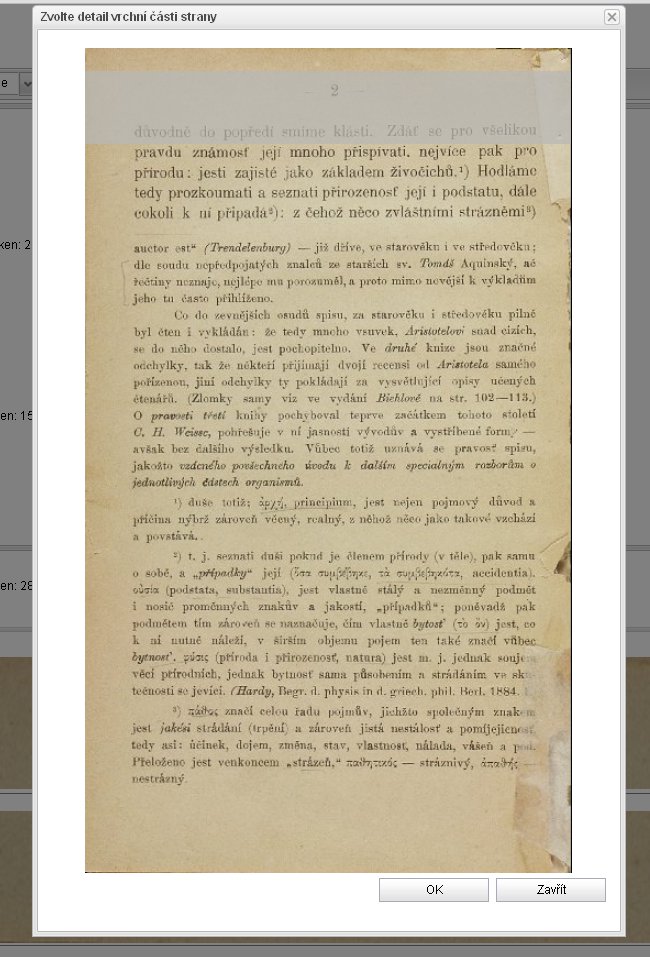 Zvolte detail vrchní části strany
e
ken: 2
en: 15
en: 28
— 2 —
důvodně do popředí smíme klásti. Zdáť se pro všelikou
pravdu známosť její mnoho přispívati, nejvíce pak pro
přírodu: jesti zajisté jako základem živočichů.¹) Hodláme
tedy prozkoumati a seznati přirozenosť její i podstatu, dále
cokoli k ní připadá²): z čehož něco zvláštními strázněmi³)
auctor est“ (Trendelenburg) — již dříve, ve starověku i ve středověku;
dle soudu nepředpojatých znalců ze starších sv. Tomáš Aquinský, ač
řečtiny neznaje, nejlépe mu porozuměl, a proto mimo novější k výkladům
jeho tu často přihlíženo.
Co do zevnějších osudů spisu, za starověku i středověku pilně
byl čten i vykládán: že tedy mnoho vsuvek, Aristotelovi snad cizích,
se do něho dostalo, jest pochopitelno. Ve druhé knize jsou značné
odchylky, tak že někteří přijímají dvojí recensi od Aristotela samého
pořízenou, jiní odchylky ty pokládají za vysvětlující opisy učených
čtenářů. (Zlomky samy viz ve vydání Biehlově na str. 102—113.)
O pravosti třetí knihy pochyboval teprve začátkem tohoto století
C. H. Weisse, pohřešuje v ní jasnosti vývodův a vystříbené formy —
avšak bez dalšího výsledku. Vůbec totiž uznává se pravosť spisu,
jakožto vzácného povšechného úvodu k dalším specialným rozborům o
jednotlivých částech organismů.
¹) duše totiž; ἀρχή, principium, jest nejen pojmový důvod a
příčina nýbrž zároveň věcný, realný, z něhož něco jako takové vzchází
a povstává.
²) t. j. seznati duši pokud je členem přírody (v těle), pak samu
o sobě, a „případky“ její (ὅσα συμβέβηκε, τὰ συμβεβηκότα, accidentia).
οὐσία (podstata, substantia), jest vlastně stálý a nezměnný podmět
i nosič proměnných znakův a jakostí, „případků“; poněvadž pak
podmětem tím zároveň se naznačuje, čím vlastně bytosť (τὸ ὄν) jest, co
k ní nutně náleží, v širším objemu pojem ten také značí vůbec
bytnosť. φύσις (příroda i přirozenosť, natura) jest m. j. jednak
věcí přírodních, jednak bytnosť sama působením a strádáním ve
tečnosti se jevící. (Hardy, Begr. d. physis in d. griech. phil. Berl. 1884.
³) πάθος značí celou řadu pojmův, jichžto společným znakem
jest jakési strádání (trpění) a zároveň jistá nestálosť a pomíjejícnosť,
tedy asi: účinek, dojem, změna, stav, vlastnosť, nálada, vášeň a pod.
Přeloženo jest venkoncem „strázeň,“ παθητικός — stráznivý, ἀπαθής —
nestrázný.
OK
Zavřít